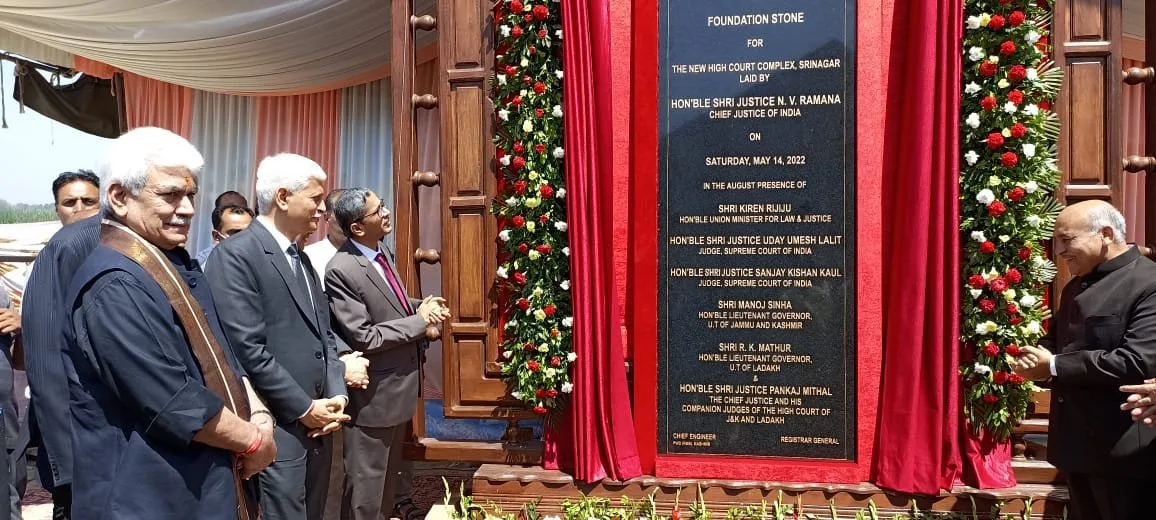 FOUNDATION STONE
FOR
THE NEW HIGH COURT COMPLEX, SRINAGAR
LAID BY
HON'BLE SHRI JUSTICE N. V. RAMANA
CHIEF JUSTICE OF INDIA
ON
SATURDAY, MAY 14, 2022
IN THE AUGUST PRESENCE OF
SHRI KIREN RIJIJU
HON'BLE UNION MINISTER FOR LAW & JUSTICE
HON'BLE SHRI JUSTICE UDAY UMESH LALIT
JUDGE, SUPREME COURT OF INDIA
HON'BLE SHRI JUSTICE SANJAY KISHAN KAUL
JUDGE, SUPREME COURT OF INDIA
SHRI MANOJ SINHA
HON'BLE LIEUTENANT GOVERNOR,
U.T OF JAMMU AND KASHMIR
SHRI R. K. MATHUR
HON'BLE LIEUTENANT GOVERNOR,
U.T OF LADAKH
&
HON'BLE SHRI JUSTICE PANKAJ MITHAL
THE CHIEF JUSTICE AND HIS
COMPANION JUDGES OF THE HIGH COURT OF
J&K AND LADAKH
CHIEF ENGINEER REGISTRAR GENERAL
PWD (R&B), KASHMIR